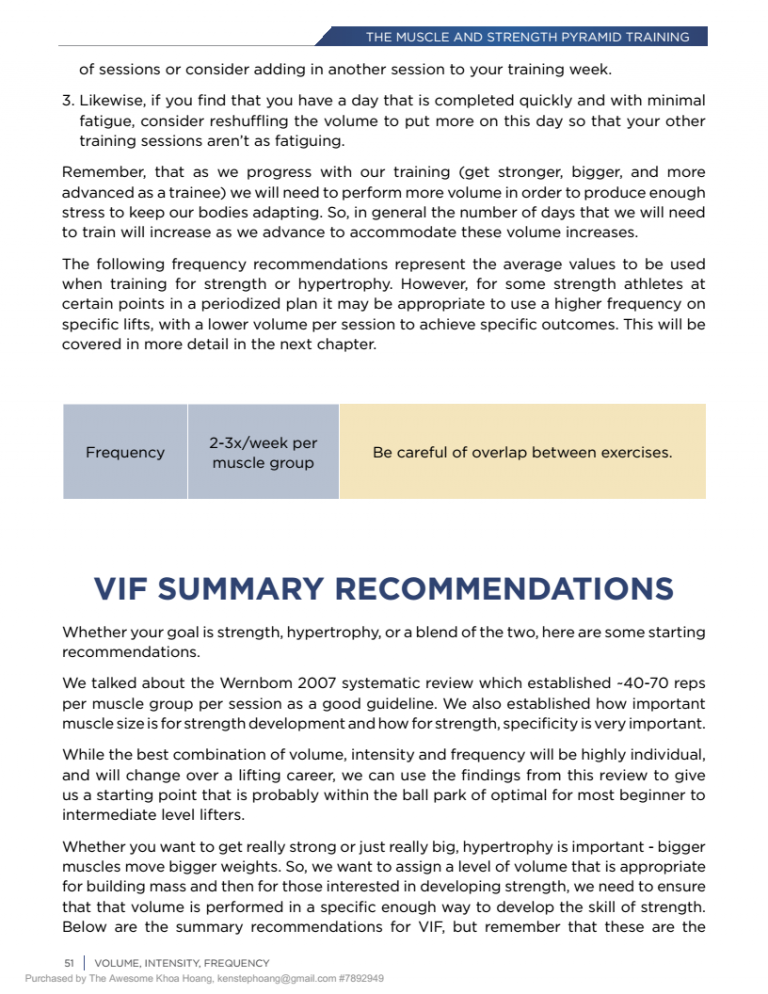 THE MUSCLE AND STRENGTH PYRAMID TRAINING
of sessions or consider adding in another session to your training week.
3. Likewise, if you find that you have a day that is completed quickly and with minimal
fatigue, consider reshuffling the volume to put more on this day so that your other
training sessions aren't as fatiguing.
Remember, that as we progress with our training (get stronger, bigger, and more
advanced as a trainee) we will need to perform more volume in order to produce enough
stress to keep our bodies adapting. So, in general the number of days that we will need
to train will increase as we advance to accommodate these volume increases.
The following frequency recommendations represent the average values to be used
when training for strength or hypertrophy. However, for some strength athletes at
certain points in a periodized plan it may be appropriate to use a higher frequency on
specific lifts, with a lower volume per session to achieve specific outcomes. This will be
covered in more detail in the next chapter.
Frequency
2-3x/week per
muscle group
Be careful of overlap between exercises.
VIF SUMMARY RECOMMENDATIONS
Whether your goal is strength, hypertrophy, or a blend of the two, here are some starting
recommendations.
We talked about the Wernbom 2007 systematic review which established ~40-70 reps
per muscle group per session as a good guideline. We also established how important
muscle size is for strength development and how for strength, specificity is very important.
While the best combination of volume, intensity and frequency will be highly individual,
and will change over a lifting career, we can use the findings from this review to give
us a starting point that is probably within the ball park of optimal for most beginner to
intermediate level lifters.
Whether you want to get really strong or just really big, hypertrophy is important - bigger
muscles move bigger weights. So, we want to assign a level of volume that is appropriate
for building mass and then for those interested in developing strength, we need to ensure
that that volume is performed in a specific enough way to develop the skill of strength.
Below are the summary recommendations for VIF, but remember that these are the
51 | VOLUME, INTENSITY, FREQUENCY
Purchased by The Awesome Khoa Hoang, kenstephoang@gmail.com #7892949